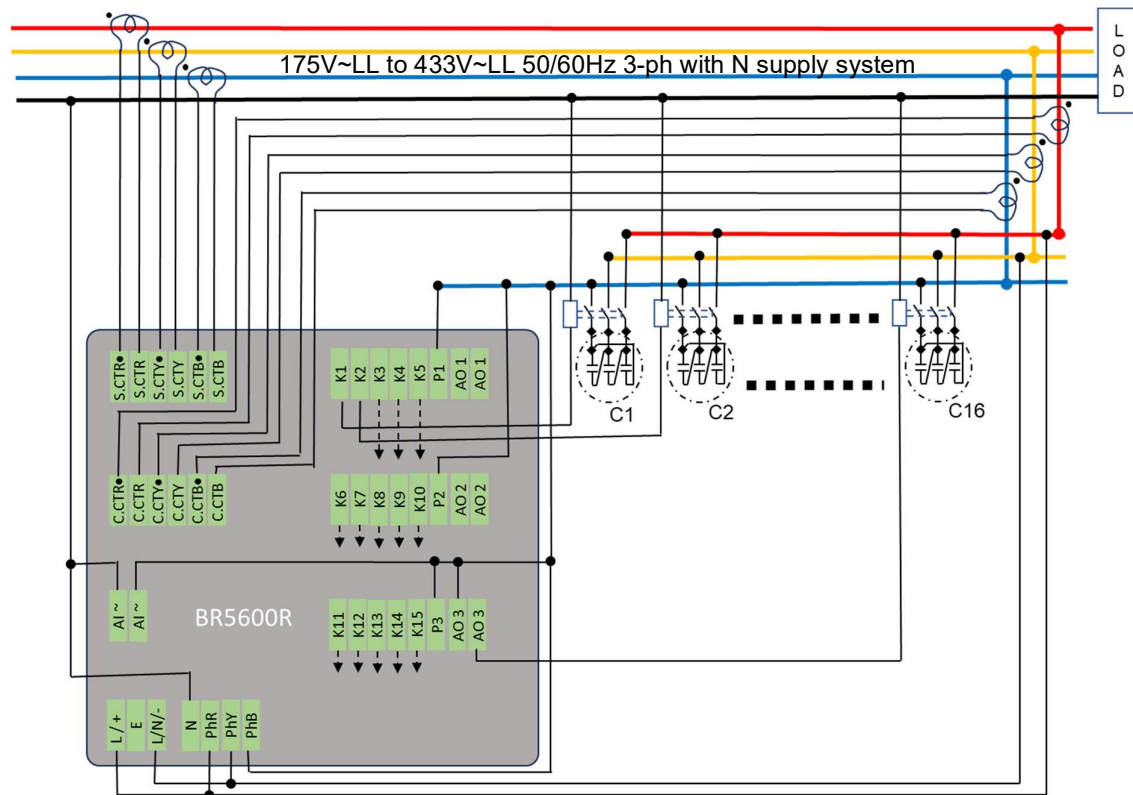 175V~LL to 433V~LL 50/60Hz 3-ph with N supply system
L
O
A
D
S.CTR•
S.CTR
S.CTY•
S.CTY
S.CTB•
S.CTB
K1
K2
K3
K4
K5
P1
AO 1
AO 1
C1
C2
C16
C.CTR•
C.CTR
C.CTY•
C.CTY
C.CTB•
C.CTB
K6
K7
K8
K9
K10
P2
AO 2
AO 2
AI ~
AI ~
BR5600R
K11
K12
K13
K14
K15
P3
AO 3
AO 3
L / +
E
L/N/-
N
PhR
PhY
PhB